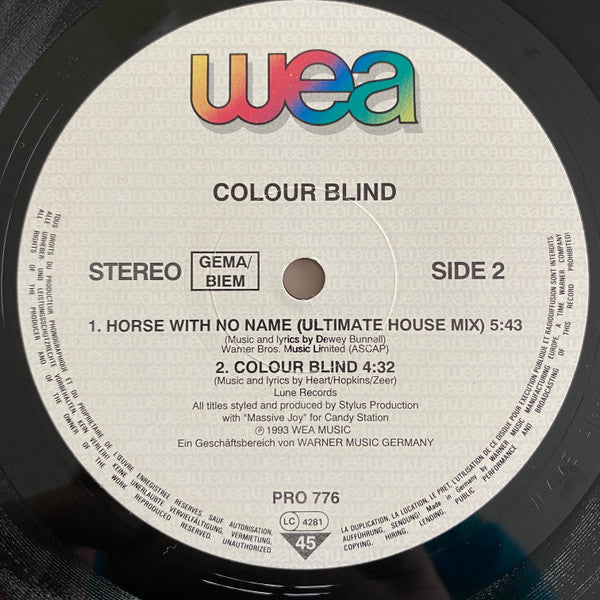 wea
COLOUR BLIND
STEREO
GEMA/
BIEM
SIDE 2
1. HORSE WITH NO NAME (ULTIMATE HOUSE MIX) 5:43
(Music and lyrics by Dewey Bunnall)
Warner Bros. Music Limited (ASCAP)
2. COLOUR BLIND 4:32
(Music and lyrics by Heart/Hopkins/Zeer)
Lune Records
All titles styled and produced by Stylus Production
with "Massive Joy" for Candy Station
℗ 1993 WEA MUSIC
Ein Geschäftsbereich von WARNER MUSIC GERMANY
PRO 776
LC 4281
45
TOUS DROITS DU PRODUCTEUR PHONOGRAPHIQUE ET DU PROPRIETAIRE DE L'ŒUVRE ENREGISTREE RESERVES. SAUF AUTORISATION,
LA DUPLICATION, LA LOCATION, LE PRET, L'UTILISATION DE CE DISQUE POUR EXECUTION PUBLIQUE ET RADIODIFFUSION SONT INTERDITS.
ALLE URHEBER UND LEISTUNGSSCHUTZRECHTE VORBEHALTEN. KEIN VERLEIH! KEINE UNERLAUBTE VERVIELFÄLTIGUNG, VERMIETUNG,
AUFFÜHRUNG, SENDUNG! Made in Germany by WARNER MUSIC MANUFACTURING EUROPE, A TIME WARNER COMPANY
ALL RIGHTS OF THE PRODUCER AND OF THE OWNER OF THE WORK REPRODUCED RESERVED. UNAUTHORIZED
COPYING, HIRING, LENDING, PUBLIC PERFORMANCE AND BROADCASTING OF THIS RECORD PROHIBITED!